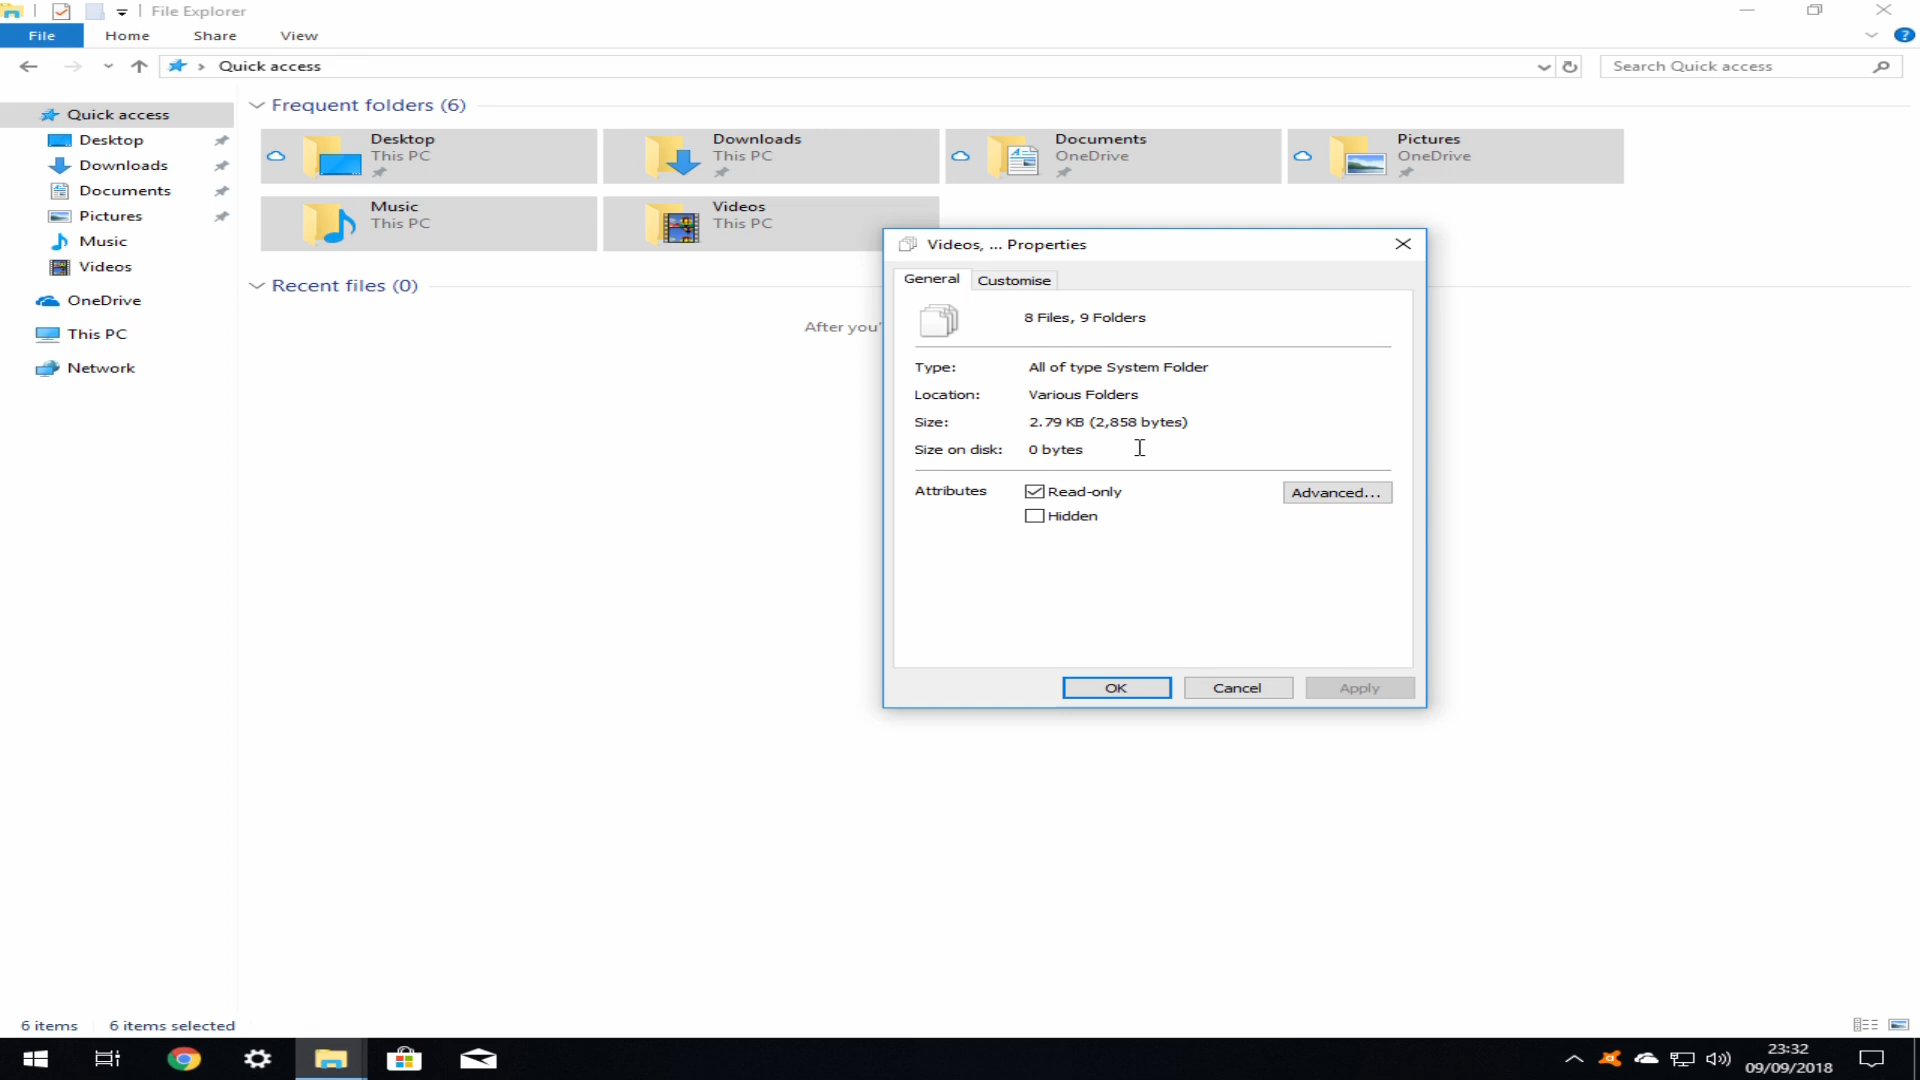 File Explorer
File Home Share View
Quick access
Search Quick access
Quick access
Desktop
Downloads
Documents
Pictures
Music
Videos
OneDrive
This PC
Network
Frequent folders (6)
Desktop
This PC
Downloads
This PC
Documents
OneDrive
Pictures
OneDrive
Music
This PC
Videos
This PC
Recent files (0)
After you'
Videos, ... Properties
General Customise
8 Files, 9 Folders
Type: All of type System Folder
Location: Various Folders
Size: 2.79 KB (2,858 bytes)
Size on disk: 0 bytes
Attributes Read-only Advanced...
Hidden
OK Cancel Apply
6 items 6 items selected
23:32
09/09/2018